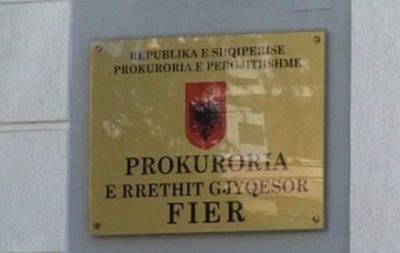 REPUBLIKA E SHQIPERISE
PROKURORIA E PERGJITHSHME
PROKURORIA
E RRETHIT GJYQESOR
FIER